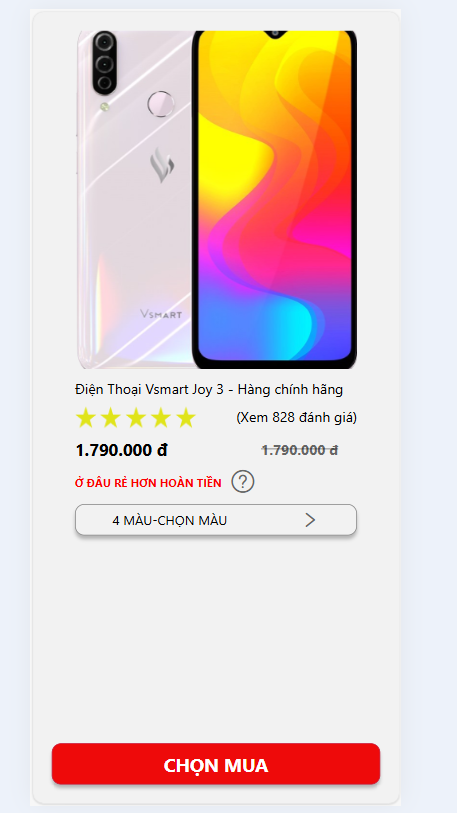 VSMART
Điện Thoại Vsmart Joy 3 - Hàng chính hãng
(Xem 828 đánh giá)
1.790.000 đ 1.790.000 đ
Ở ĐÂU RẺ HƠN HOÀN TIỀN ?
4 MÀU-CHỌN MÀU
CHỌN MUA